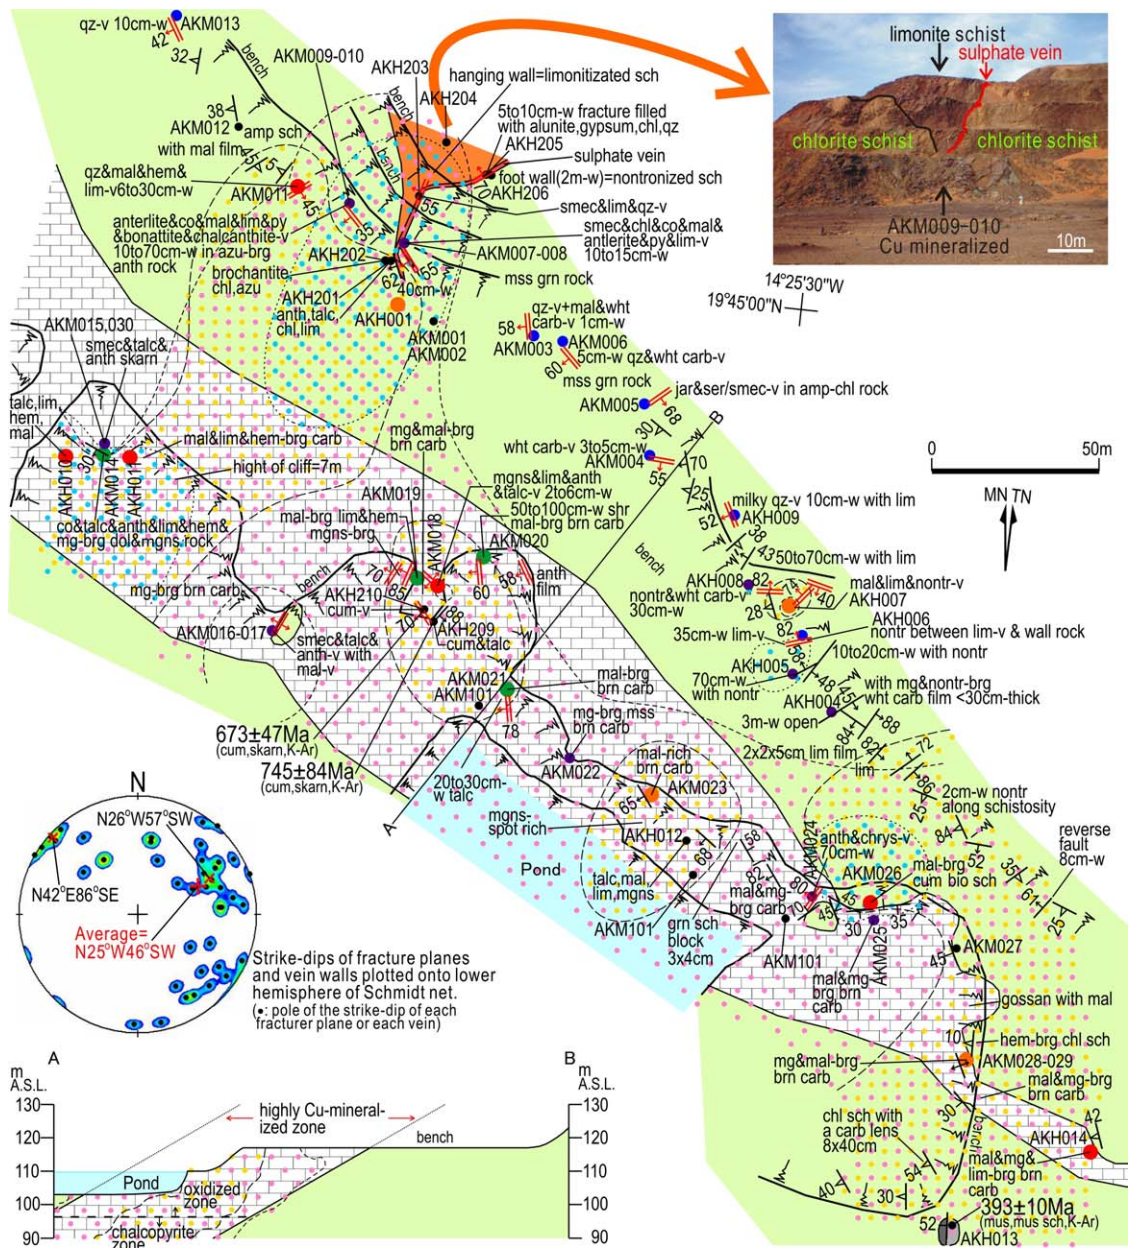 qz-v 10cm-w
AKM013
42
32
bench
AKM009-010
AKH203
AKH204
hanging wall=limonitizated sch
bench
5to10cm-w fracture filled
with alunite,gypsum,chl,qz
AKH205
sulphate vein
foot wall(2m-w)=nontronized sch
70
AKH206
55
smec&lim&qz-v
smec&chl&co&mal&
antlerite&py&lim-v
10to15cm-w
38
AKM012
amp sch
with mal film
45
75
bench
qz&mal&hem&
lim-v6to30cm-w
AKM011
45
anterlite&co&mal&lim&py
&bonattite&chalcanthite-v
10to70cm-w in azu-brg
anth rock
35
AKH202
brochantite
chl,azu
62
55
40cm-w
AKM007-008
mss grn rock
AKH201
anth,talc,
chl,lim
AKH001
AKM001
AKM002
limonite schist
sulphate vein
chlorite schist
chlorite schist
AKM009-010
Cu mineralized
10m
14°25'30"W
19°45'00"N
qz-v+mal&wht
carb-v 1cm-w
58
AKM003
AKM006
60
5cm-w qz&wht carb-v
mss grn rock
jar&ser/smec-v in amp-chl rock
AKM005
68
30
B
wht carb-v 3to5cm-w
AKM004
55
70
25
0
50m
MN TN
milky qz-v 10cm-w with lim
52
AKH009
38
43
50to70cm-w with lim
bench
AKH008
82
74
mal&lim&nontr-v
40
AKH007
nontr&wht carb-v
30cm-w
28
AKH006
82
35cm-w lim-v
nontr between lim-v & wall rock
58
10to20cm-w with nontr
AKH005
70cm-w
with nontr
48
45
with mg&nontr-brg
wht carb film <30cm-thick
AKH004
3m-w open
84
88
2x2x5cm lim film
82
lim
72
86
AKM015,030
smec&talc&
anth skarn
talc,lim
hem,
mal
30
AKH010
AKM014
AKH011
mal&lim&hem-brg carb
hight of cliff=7m
co&talc&anth&lim&hem&
mg-brg dol&mgns rock
mg&mal-brg
brn carb
AKM019
AKM018
mgns&lim&anth
&talc-v 2to6cm-w
50to100cm-w shr
mal-brg brn carb
mal-brg lim&hem
mgns-brg
AKM020
mg-brg brn carb
bench
70
85
60
58
anth
film
AKH210
cum-v
70
88
AKH209
cum&talc
AKM016-017
smec&talc&
anth-v with
mal-v
AKM021
AKM101
mal-brg
brn carb
78
mg-brg mss
brn carb
673±47Ma
(cum,skarn,K-Ar)
745±84Ma
(cum,skarn,K-Ar)
20to30cm-
w talc
A
AKM022
mal-rich
brn carb
65
AKM023
mgns-
spot rich
AKH012
Pond
68
58
talc,mal,
lim,mgns
AKM101
82
grn sch
block
3x4cm
mal&mg-
brg carb
80
70
AKM024
anth&chrys-v
70cm-w
45
45
AKM026
mal-brg
cum bio sch
30
35
AKM101
AKM025
mal&mg-
brg brn
carb
25
2cm-w nontr
along schistosity
84
52
35
61
reverse
fault
8cm-w
25
45
AKM027
gossan with mal
10
hem-brg chl sch
AKM028-029
mg&mal-brg
brn carb
mal&mg-brg
brn carb
30
bench
42
AKH014
chl sch with
a carb lens
8x40cm
mal&mg&
lim-brg brn
carb
54
40
30
393±10Ma
(mus,mus sch,K-Ar)
52
AKH013
N
N26°W57°SW
N42°E86°SE
Average=
N25°W46°SW
Strike-dips of fracture planes
and vein walls plotted onto lower
hemisphere of Schmidt net.
(•: pole of the strike-dip of each
fracturer plane or each vein)
A
B
m
A.S.L.
m
A.S.L.
130
120
110
100
90
highly Cu-mineral-
ized zone
bench
Pond
oxidized
zone
chalcopyrite
zone
130
120
110
100
90